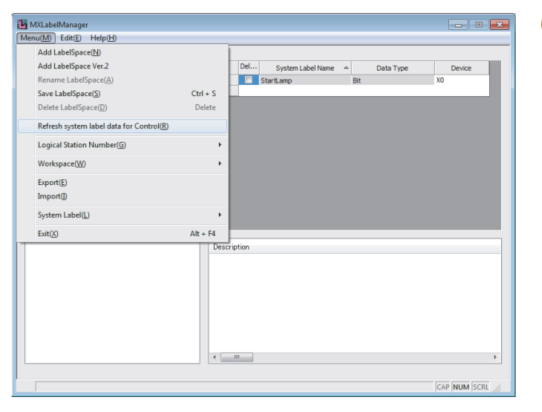 MXLabelManager
Menu(M) Edit(E) Help(H)
Add LabelSpace(N)
Add LabelSpace Ver.2
Rename LabelSpace(A)
Save LabelSpace(S) Ctrl + S
Delete LabelSpace(D) Delete
Refresh system label data for Control(R)
Logical Station Number(G)
Workspace(W)
Export(E)
Import(I)
System Label(L)
Exit(X) Alt + F4
Del... System Label Name Data Type Device
StartLamp Bit X0
Description
CAP NUM SCRL